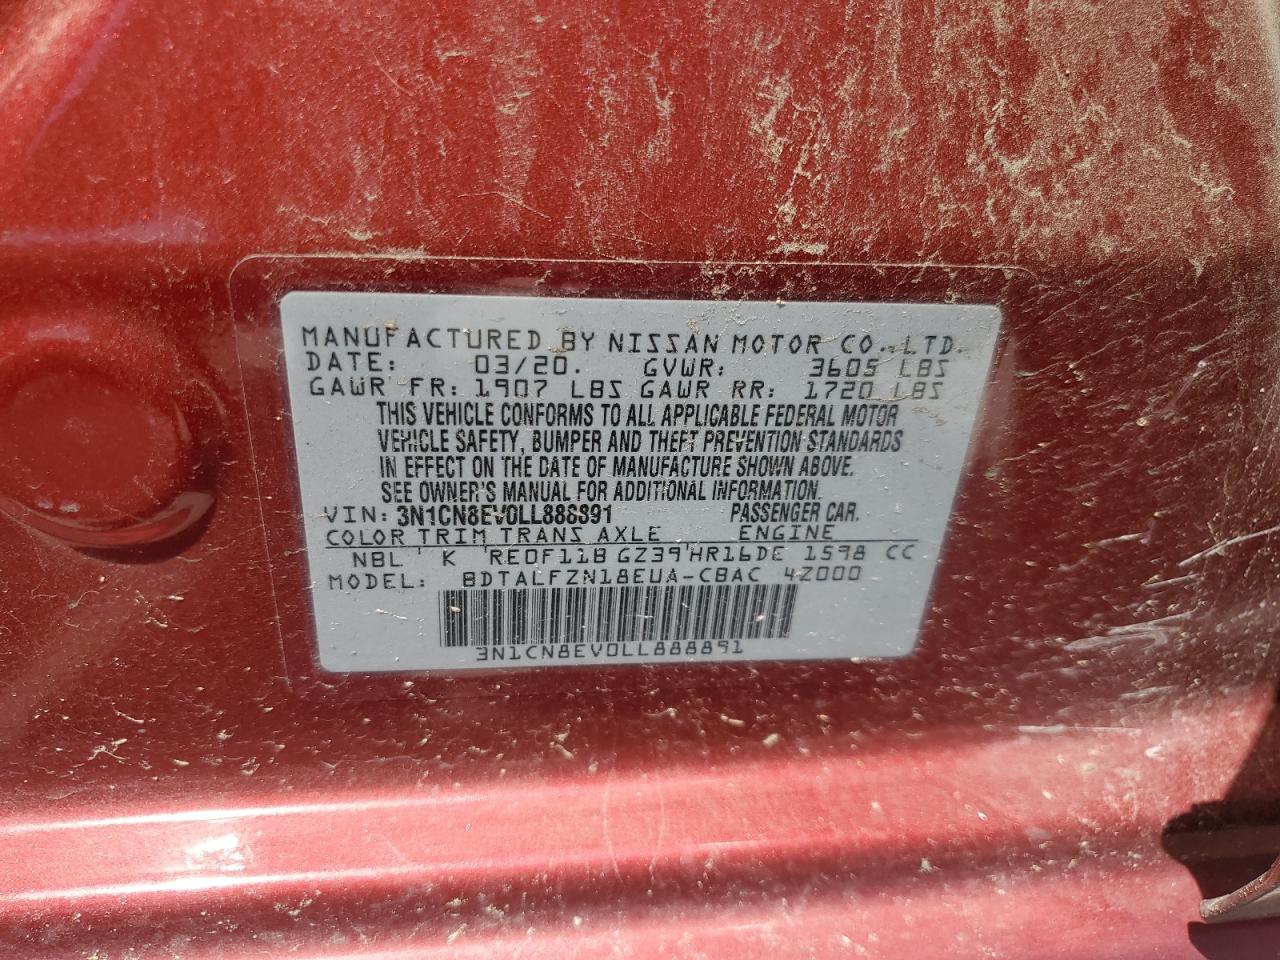 MANUFACTURED BY NISSAN MOTOR CO., LTD.
DATE: 03/20. GVWR: 3605 LBS
GAWR FR: 1907 LBS GAWR RR: 1720 LBS
THIS VEHICLE CONFORMS TO ALL APPLICABLE FEDERAL MOTOR
VEHICLE SAFETY, BUMPER AND THEFT PREVENTION STANDARDS
IN EFFECT ON THE DATE OF MANUFACTURE SHOWN ABOVE.
SEE OWNER'S MANUAL FOR ADDITIONAL INFORMATION.
VIN: 3N1CN8EV0LL888891 PASSENGER CAR.
COLOR TRIM TRANS AXLE ENGINE
NBL K RE0F11B GZ39 HR16DE 1598 CC
MODEL: BDTALFZN18EUA-CBAC 4Z000
3N1CN8EV0LL888891